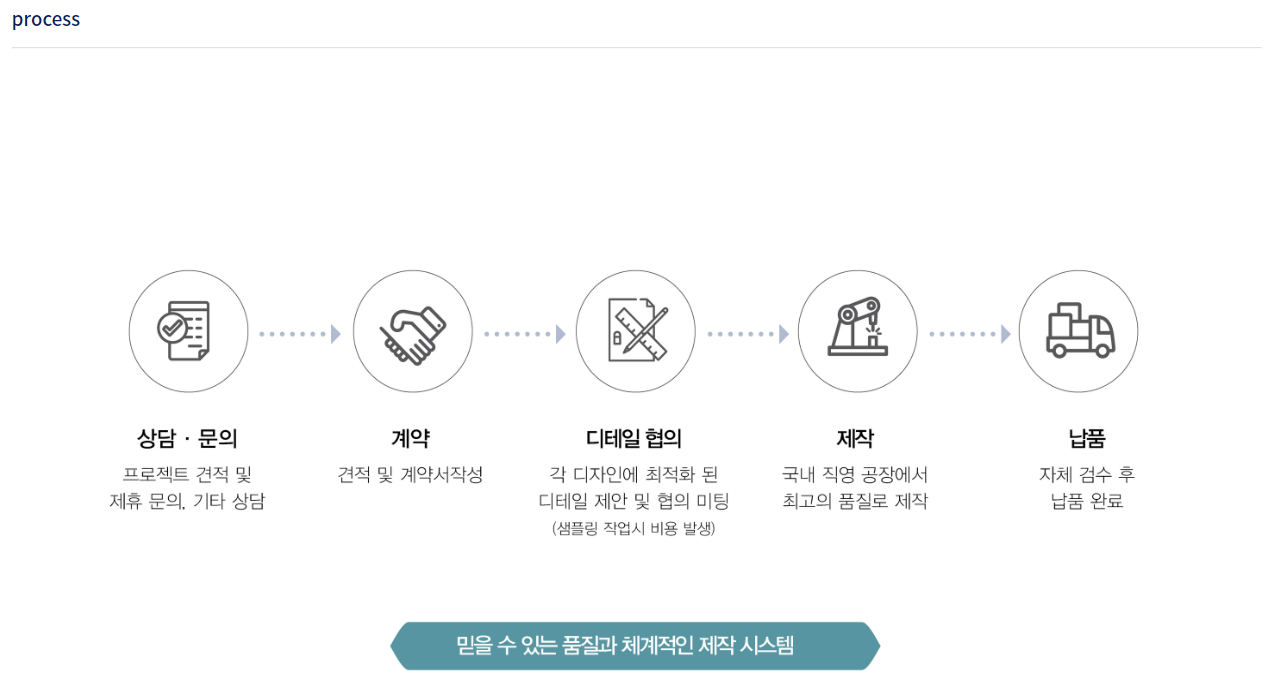 process
상담 · 문의
프로젝트 견적 및
제휴 문의, 기타 상담
계약
견적 및 계약서작성
디테일 협의
각 디자인에 최적화 된
디테일 제안 및 협의 미팅
(샘플링 작업시 비용 발생)
제작
국내 직영 공장에서
최고의 품질로 제작
납품
자체 검수 후
납품 완료
믿을 수 있는 품질과 체계적인 제작 시스템